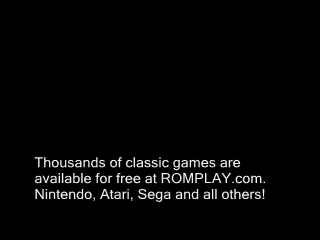 Thousands of classic games are
available for free at ROMPLAY.com.
Nintendo, Atari, Sega and all others!